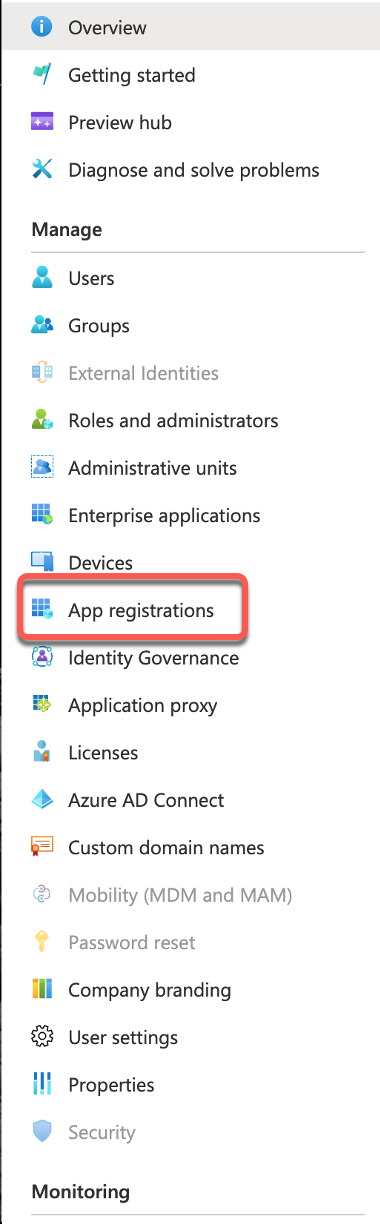 Overview
Getting started
Preview hub
Diagnose and solve problems
Manage
Users
Groups
External Identities
Roles and administrators
Administrative units
Enterprise applications
Devices
App registrations
Identity Governance
Application proxy
Licenses
Azure AD Connect
Custom domain names
Mobility (MDM and MAM)
Password reset
Company branding
User settings
Properties
Security
Monitoring